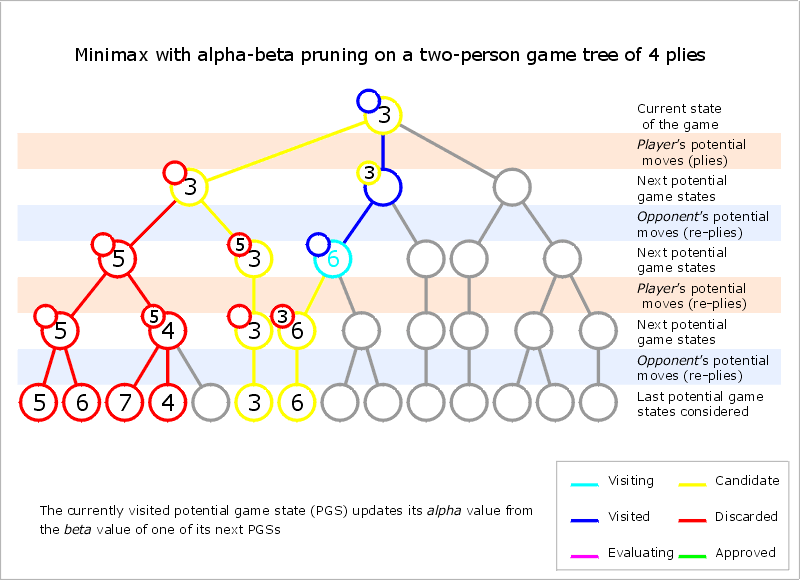 Minimax with alpha-beta pruning on a two-person game tree of 4 plies
3
Current state
of the game
Player's potential
moves (plies)
3
3
Next potential
game states
Opponent's potential
moves (re-plies)
5
5
3
6
Next potential
game states
Player's potential
moves (re-plies)
5
5
4
3
3
6
Next potential
game states
Opponent's potential
moves (re-plies)
5
6
7
4
3
6
Last potential game
states considered
The currently visited potential game state (PGS) updates its alpha value from
the beta value of one of its next PGSs
Visiting
Candidate
Visited
Discarded
Evaluating
Approved